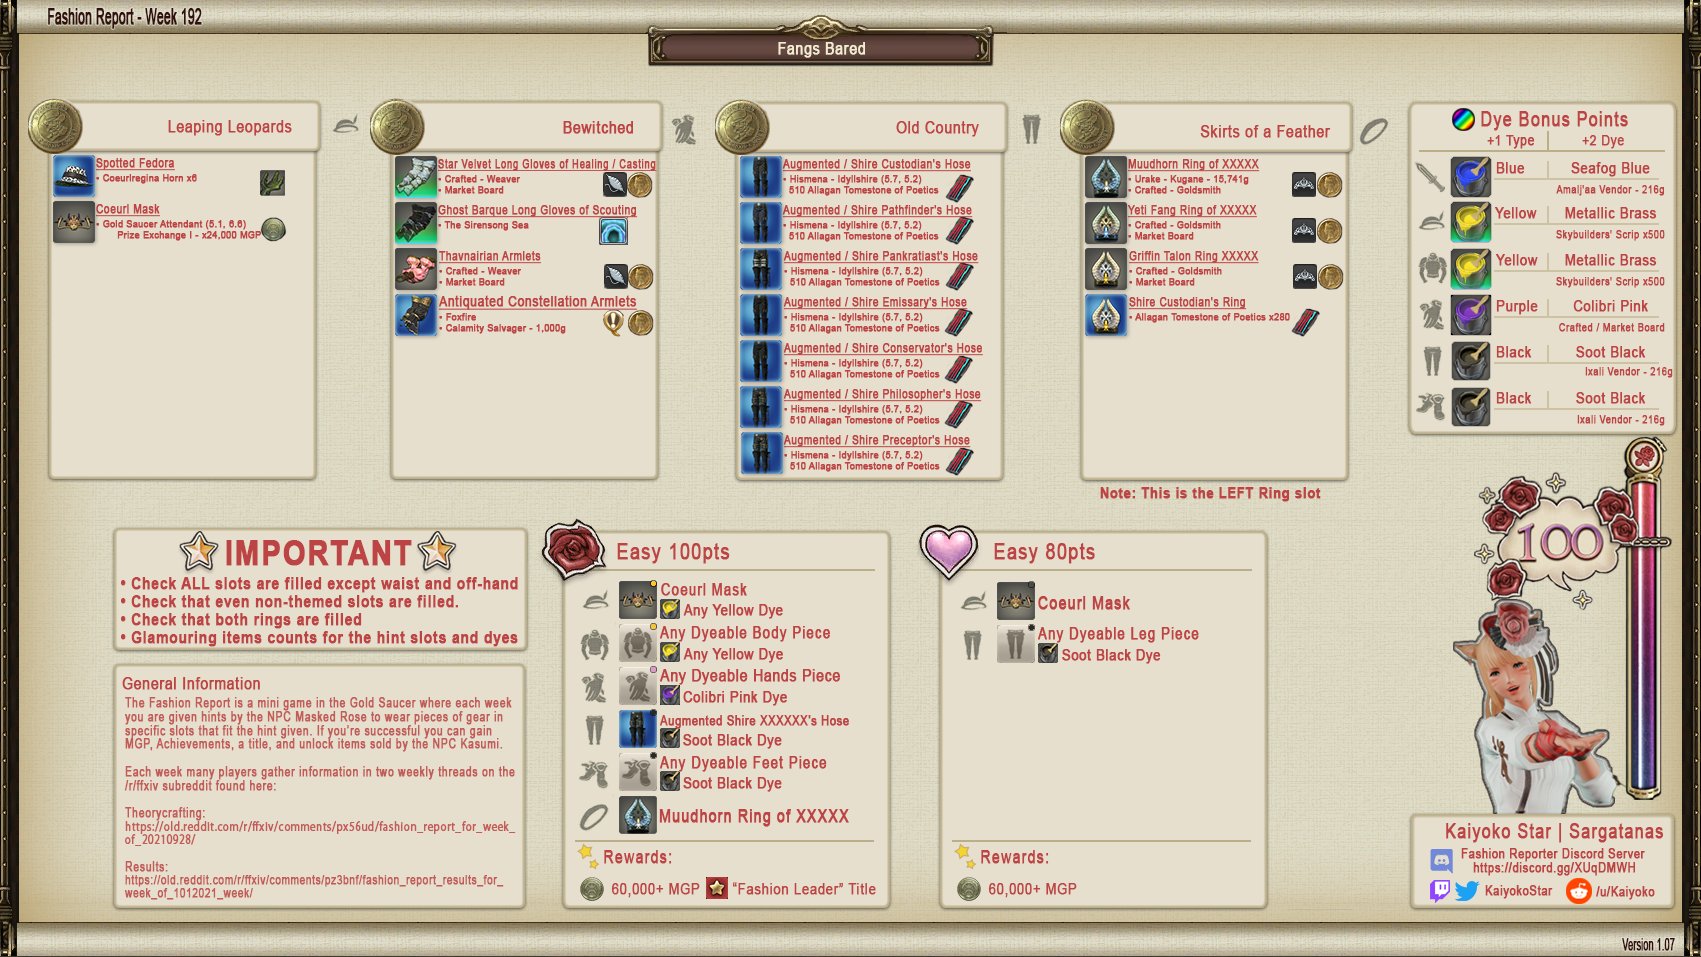 Fashion Report - Week 192
Fangs Bared
Leaping Leopards
Spotted Fedora
• Coeurlregina Horn x6
Coeurl Mask
• Gold Saucer Attendant (5.1, 6.6)
Prize Exchange I - x24,000 MGP
Bewitched
Star Velvet Long Gloves of Healing / Casting
• Crafted - Weaver
• Market Board
Ghost Barque Long Gloves of Scouting
• The Sirensong Sea
Thavnairian Armlets
• Crafted - Weaver
• Market Board
Antiquated Constellation Armlets
• Foxfire
• Calamity Salvager - 1,000g
Old Country
Augmented / Shire Custodian's Hose
• Hismena - Idyllshire (5.7, 5.2)
510 Allagan Tomestone of Poetics
Augmented / Shire Pathfinder's Hose
• Hismena - Idyllshire (5.7, 5.2)
510 Allagan Tomestone of Poetics
Augmented / Shire Pankratiast's Hose
• Hismena - Idyllshire (5.7, 5.2)
510 Allagan Tomestone of Poetics
Augmented / Shire Emissary's Hose
• Hismena - Idyllshire (5.7, 5.2)
510 Allagan Tomestone of Poetics
Augmented / Shire Conservator's Hose
• Hismena - Idyllshire (5.7, 5.2)
510 Allagan Tomestone of Poetics
Augmented / Shire Philosopher's Hose
• Hismena - Idyllshire (5.7, 5.2)
510 Allagan Tomestone of Poetics
Augmented / Shire Preceptor's Hose
• Hismena - Idyllshire (5.7, 5.2)
510 Allagan Tomestone of Poetics
Skirts of a Feather
Muudhorn Ring of XXXXX
• Urake - Kugane - 15,741g
• Crafted - Goldsmith
Yeti Fang Ring of XXXXX
• Crafted - Goldsmith
• Market Board
Griffin Talon Ring XXXXX
• Crafted - Goldsmith
• Market Board
Shire Custodian's Ring
• Allagan Tomestone of Poetics x280
Note: This is the LEFT Ring slot
Dye Bonus Points
+1 Type +2 Dye
Blue Seafog Blue
Amalj'aa Vendor - 216g
Yellow Metallic Brass
Skybuilders' Scrip x500
Yellow Metallic Brass
Skybuilders' Scrip x500
Purple Colibri Pink
Crafted / Market Board
Black Soot Black
Ixali Vendor - 216g
Black Soot Black
Ixali Vendor - 216g
IMPORTANT
• Check ALL slots are filled except waist and off-hand
• Check that even non-themed slots are filled.
• Check that both rings are filled
• Glamouring items counts for the hint slots and dyes
General Information
The Fashion Report is a mini game in the Gold Saucer where each week
you are given hints by the NPC Masked Rose to wear pieces of gear in
specific slots that fit the hint given. If you're successful you can gain
MGP, Achievements, a title, and unlock items sold by the NPC Kasumi.
Each week many players gather information in two weekly threads on the
/r/ffxiv subreddit found here:
Theorycrafting:
https://old.reddit.com/r/ffxiv/comments/px56ud/fashion_report_for_week_
of_20210928/
Results:
https://old.reddit.com/r/ffxiv/comments/pz3bnf/fashion_report_results_for_
week_of_1012021_week/
Easy 100pts
Coeurl Mask
Any Yellow Dye
Any Dyeable Body Piece
Any Yellow Dye
Any Dyeable Hands Piece
Colibri Pink Dye
Augmented Shire XXXXXX's Hose
Soot Black Dye
Any Dyeable Feet Piece
Soot Black Dye
Muudhorn Ring of XXXXX
Rewards:
60,000+ MGP "Fashion Leader" Title
Easy 80pts
Coeurl Mask
Any Dyeable Leg Piece
Soot Black Dye
Rewards:
60,000+ MGP
100
Kaiyoko Star | Sargatanas
Fashion Reporter Discord Server
https://discord.gg/XUqDMWH
KaiyokoStar /u/Kaiyoko
Version 1.07